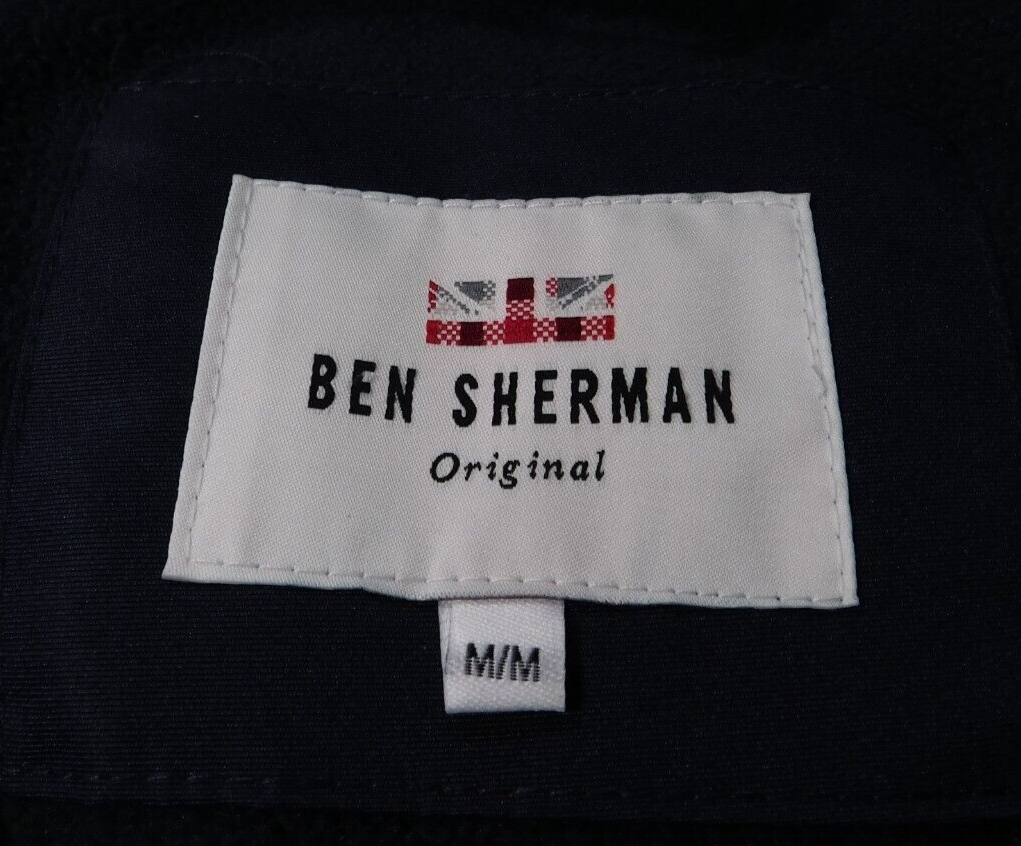 BEN SHERMAN
Original
M/M